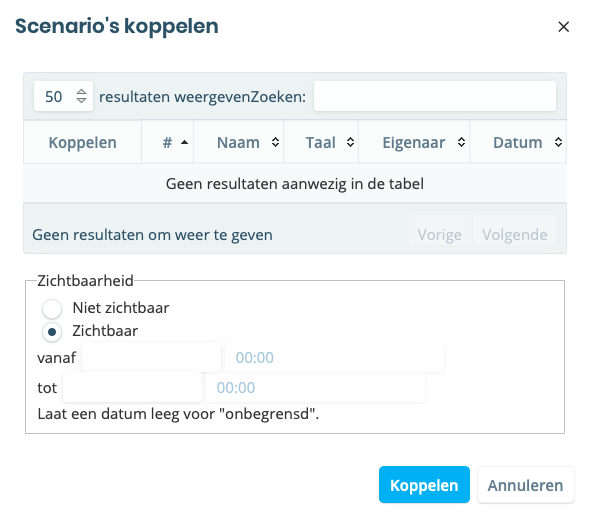 Scenario's koppelen
50 resultaten weergevenZoeken:
Koppelen # Naam Taal Eigenaar Datum
Geen resultaten aanwezig in de tabel
Geen resultaten om weer te geven Vorige Volgende
Zichtbaarheid
Niet zichtbaar
Zichtbaar
vanaf 00:00
tot 00:00
Laat een datum leeg voor "onbegrensd".
Koppelen Annuleren